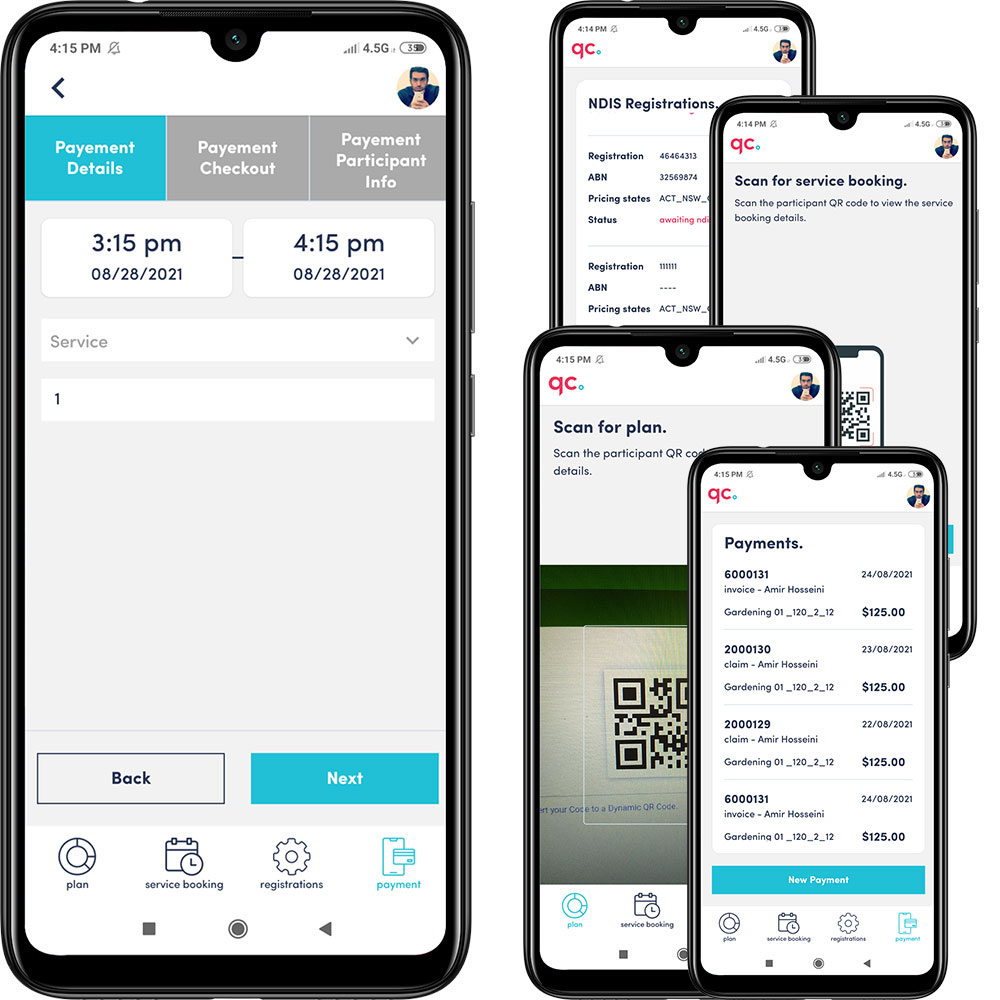 4:15 PM
4.5G
35
Payement
Details
Payement
Checkout
Payement
Participant
Info
3:15 pm
08/28/2021
4:15 pm
08/28/2021
Service
1
Back
Next
plan
service booking
registrations
payment
4:14 PM
4.5G
qc.
NDIS Registrations.
Registration 46464313
ABN 32569874
Pricing states ACT_NSW_
Status awaiting ndi
Registration 111111
ABN ----
Pricing states ACT_NSW_
4:14 PM
4.5G
qc.
Scan for service booking.
Scan the participant QR code to view the service
booking details.
4:15 PM
4.5G
qc.
Scan for plan.
Scan the participant QR cod
details.
ert your Code to a Dynamic QR Code.
plan
service booking
4:15 PM
4.5G
qc.
Payments.
6000131 24/08/2021
invoice - Amir Hosseini
Gardening 01 _120_2_12 $125.00
2000130 23/08/2021
claim - Amir Hosseini
Gardening 01 _120_2_12 $125.00
2000129 22/08/2021
claim - Amir Hosseini
Gardening 01 _120_2_12 $125.00
6000131 24/08/2021
invoice - Amir Hosseini
Gardening 01 _120_2_12 $125.00
New Payment
plan
service booking
registrations
payment